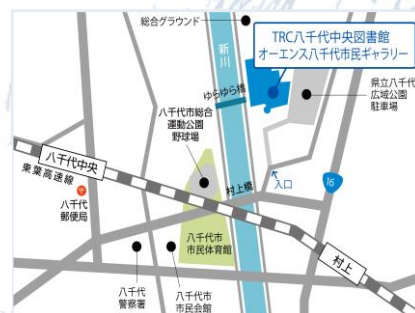 総合グラウンド
新川
TRC八千代中央図書館
オーエンス八千代市民ギャラリー
ゆらゆら橋
県立八千代
広域公園
駐車場
八千代市総合
運動公園
野球場
八千代中央
東葉高速線
村上橋
入口
16
〒
八千代
郵便局
八千代市
市民体育館
村上
八千代
警察署
八千代市
市民会館